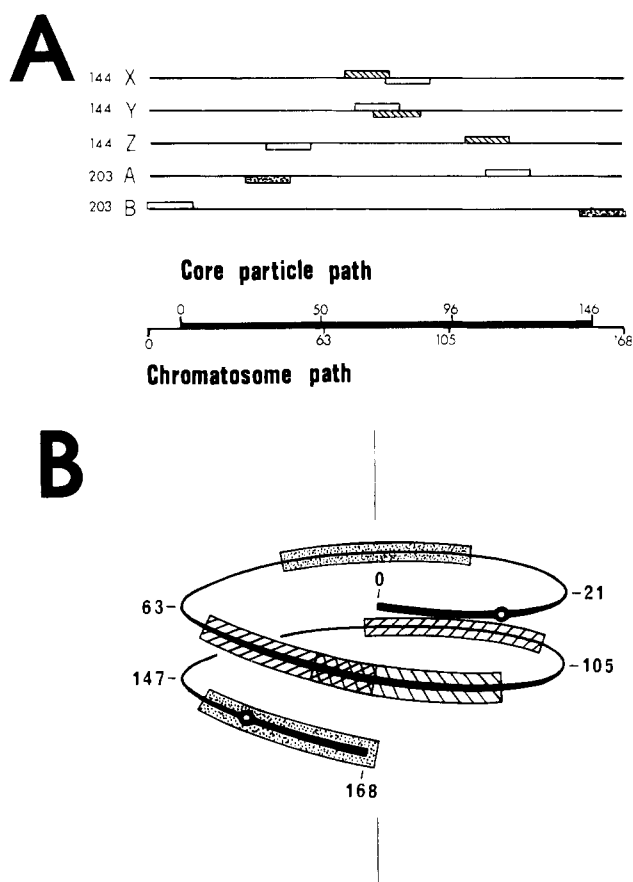 A
144 X
144 Y
144 Z
203 A
203 B
Core particle path
0 50 96 146
0 63 105 168
Chromatosome path
B
0
21
63
105
147
168